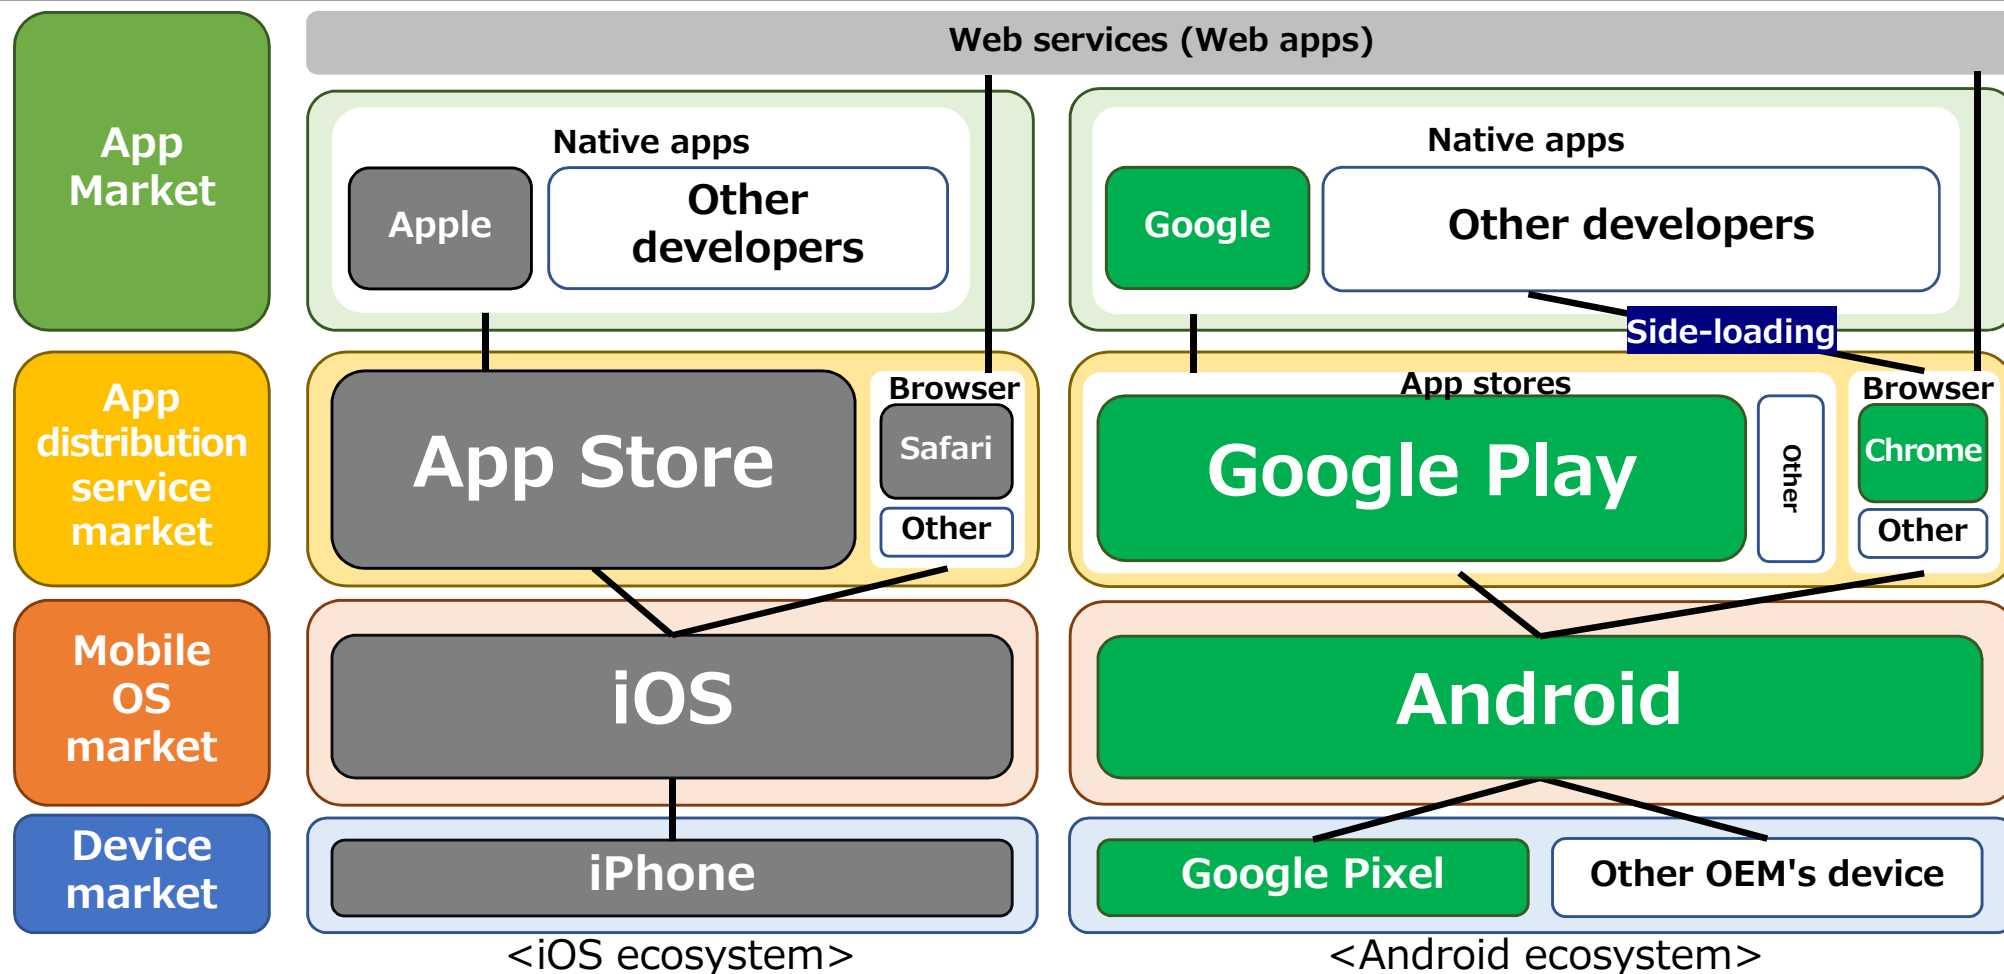 Web services (Web apps)
App
Market
Native apps
Apple
Other
developers
Native apps
Google
Other developers
Side-loading
App
distribution
service
market
App Store
Browser
Safari
Other
App stores
Google Play
Other
Browser
Chrome
Other
Mobile
OS
market
iOS
Android
Device
market
iPhone
Google Pixel
Other OEM's device
<iOS ecosystem>
<Android ecosystem>